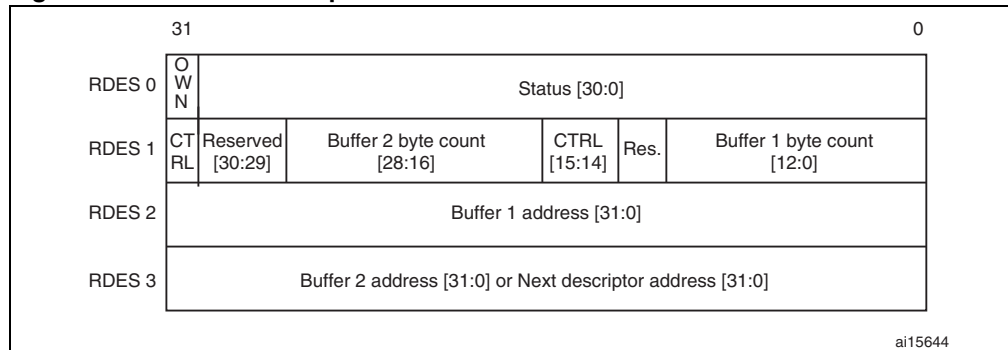 31 0
RDES 0 O W N Status [30:0]
RDES 1 CT RL Reserved [30:29] Buffer 2 byte count [28:16] CTRL [15:14] Res. Buffer 1 byte count [12:0]
RDES 2 Buffer 1 address [31:0]
RDES 3 Buffer 2 address [31:0] or Next descriptor address [31:0]
ai15644